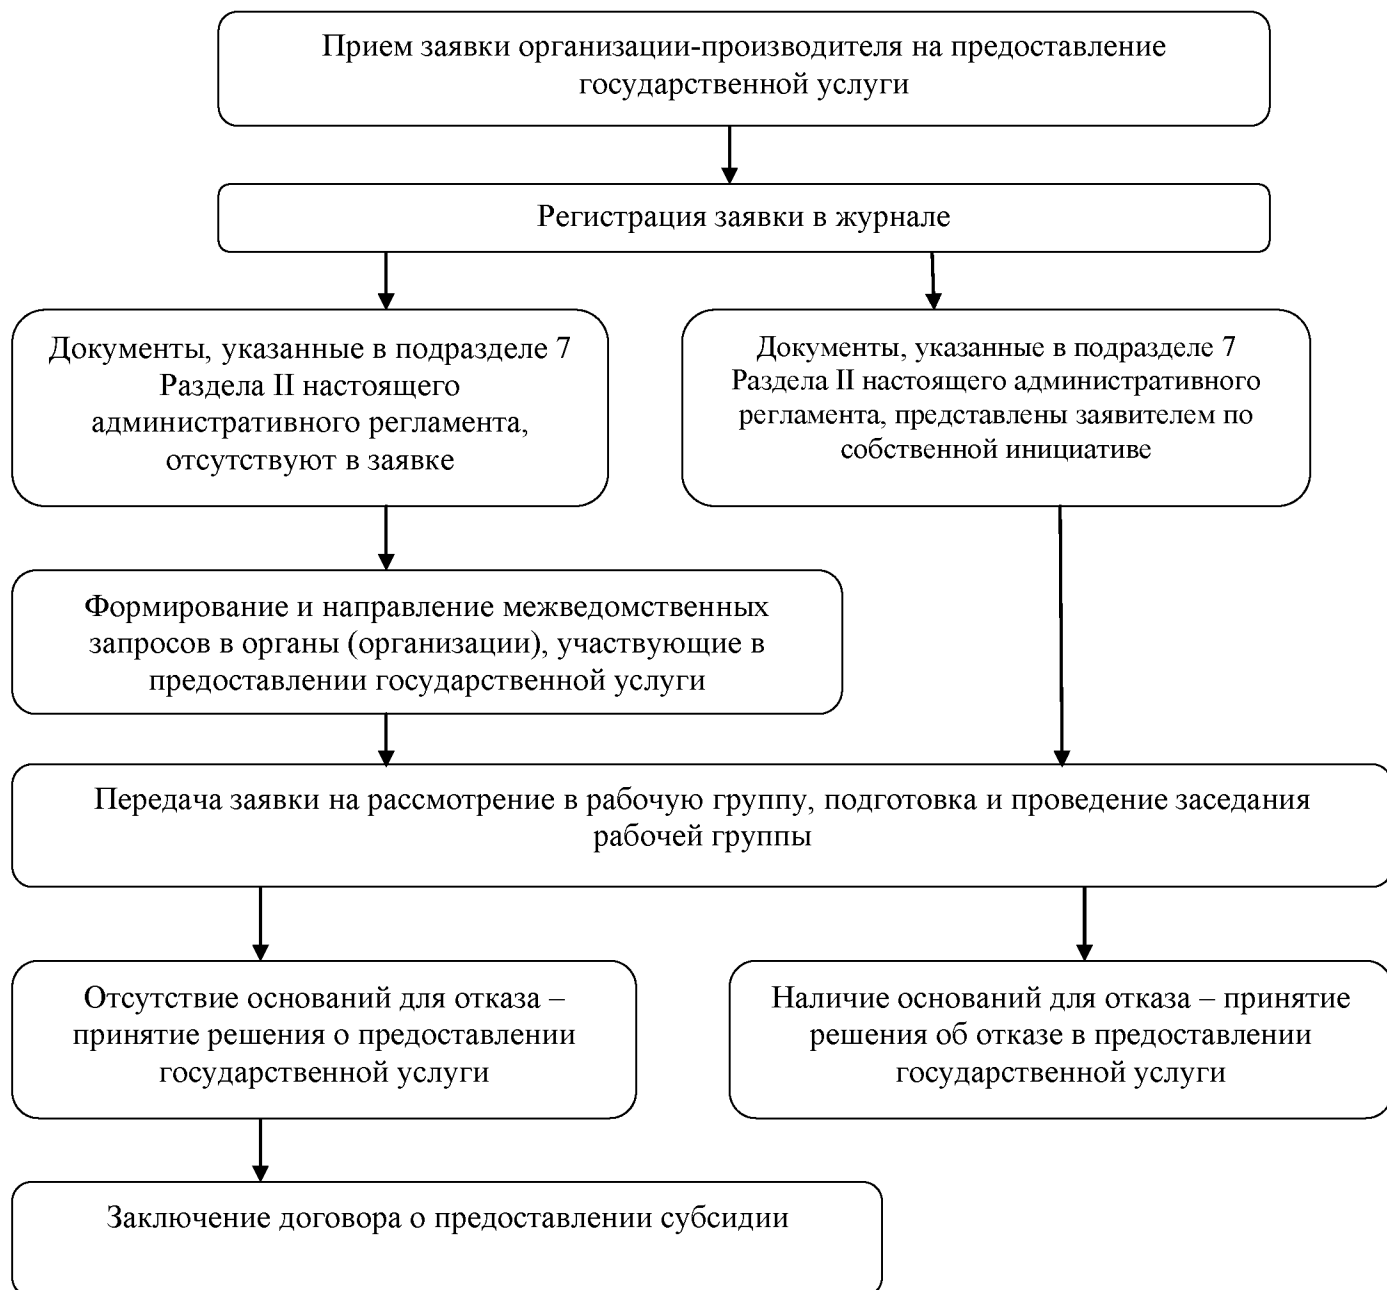 Прием заявки организации-производителя на предоставление
государственной услуги
Регистрация заявки в журнале
Документы, указанные в подразделе 7
Раздела II настоящего
административного регламента,
отсутствуют в заявке
Документы, указанные в подразделе 7
Раздела II настоящего административного
регламента, представлены заявителем по
собственной инициативе
Формирование и направление межведомственных
запросов в органы (организации), участвующие в
предоставлении государственной услуги
Передача заявки на рассмотрение в рабочую группу, подготовка и проведение заседания
рабочей группы
Отсутствие оснований для отказа –
принятие решения о предоставлении
государственной услуги
Наличие оснований для отказа – принятие
решения об отказе в предоставлении
государственной услуги
Заключение договора о предоставлении субсидии